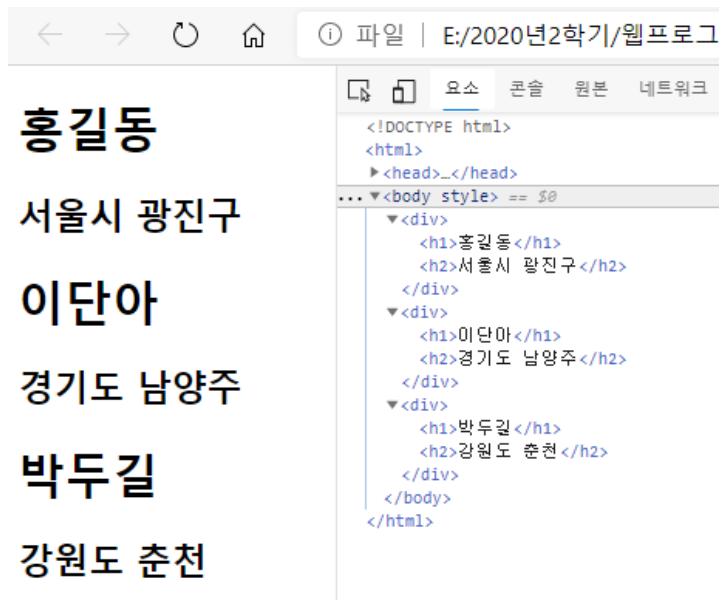 파일 | E:/2020년2학기/웹프로그
홍길동
서울시 광진구
이단아
경기도 남양주
박두길
강원도 춘천
요소 콘솔 원본 네트워크
<!DOCTYPE html>
<html>
<head>…</head>
... <body style> == $0
<div>
<h1>홍길동</h1>
<h2>서울시 광진구</h2>
</div>
<div>
<h1>이단아</h1>
<h2>경기도 남양주</h2>
</div>
<div>
<h1>박두길</h1>
<h2>강원도 춘천</h2>
</div>
</body>
</html>